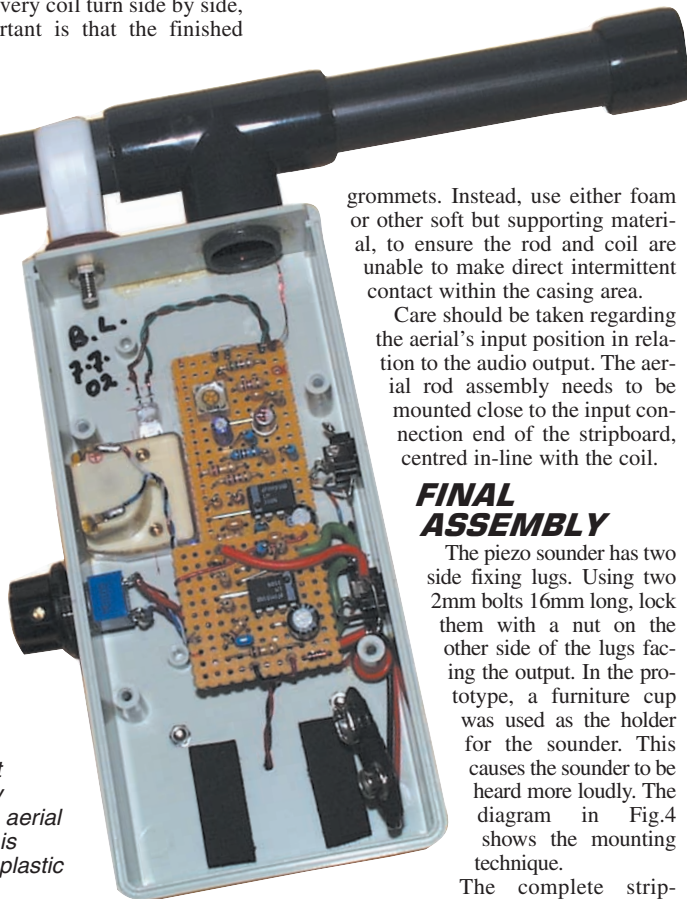 very coil turn side by side,
rtant is that the finished
grommets. Instead, use either foam
or other soft but supporting materi-
al, to ensure the rod and coil are
unable to make direct intermittent
contact within the casing area.
Care should be taken regarding
the aerial's input position in rela-
tion to the audio output. The aer-
ial rod assembly needs to be
mounted close to the input con-
nection end of the stripboard,
centred in-line with the coil.
FINAL
ASSEMBLY
The piezo sounder has two
side fixing lugs. Using two
2mm bolts 16mm long, lock
them with a nut on the
other side of the lugs fac-
ing the output. In the pro-
totype, a furniture cup
was used as the holder
for the sounder. This
causes the sounder to be
heard more loudly. The
diagram in Fig.4
shows the mounting
technique.
The complete strip-
B.L.
7.7.
02
t
y
aerial
is
plastic